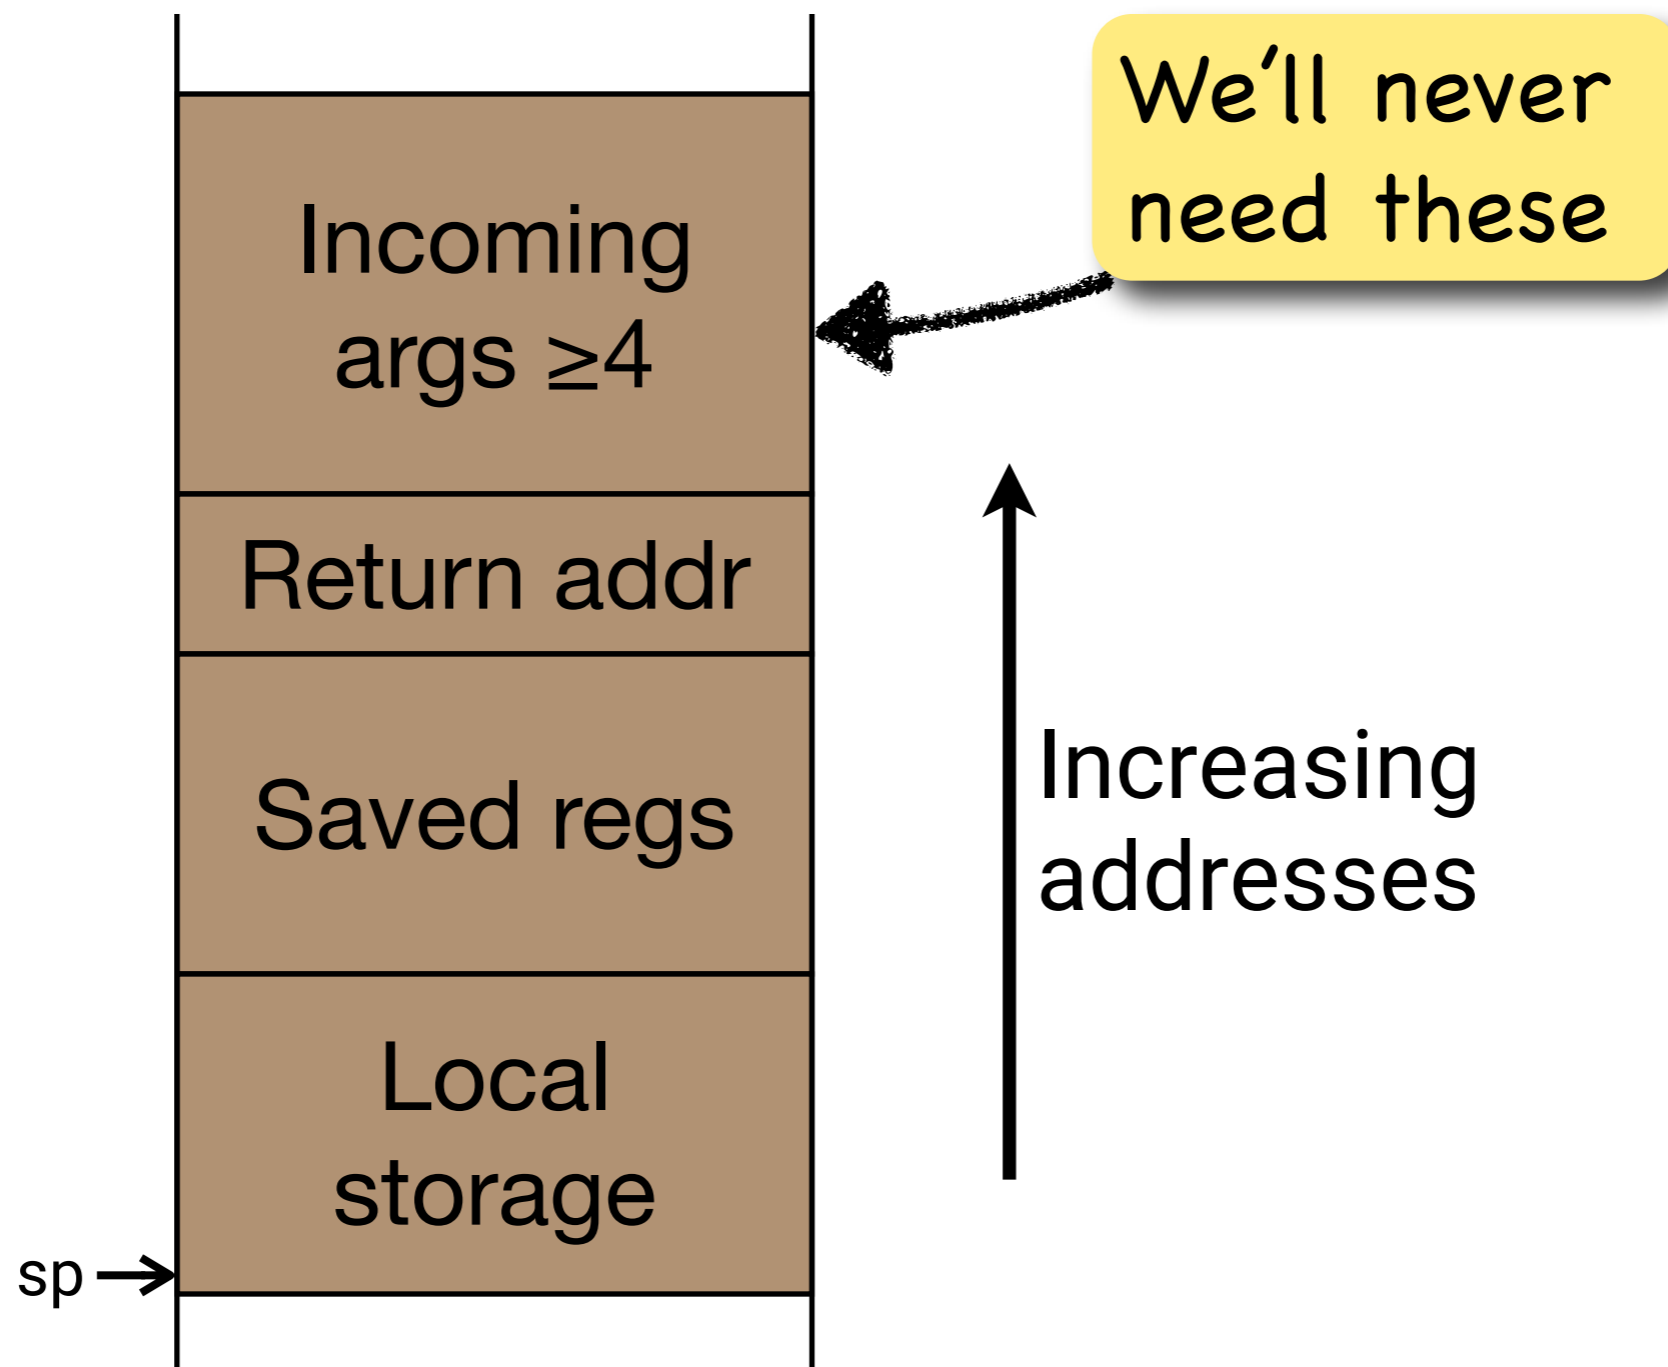 We'll never
need these
Incoming
args ≥4
Return addr
Saved regs
Increasing
addresses
Local
storage
sp